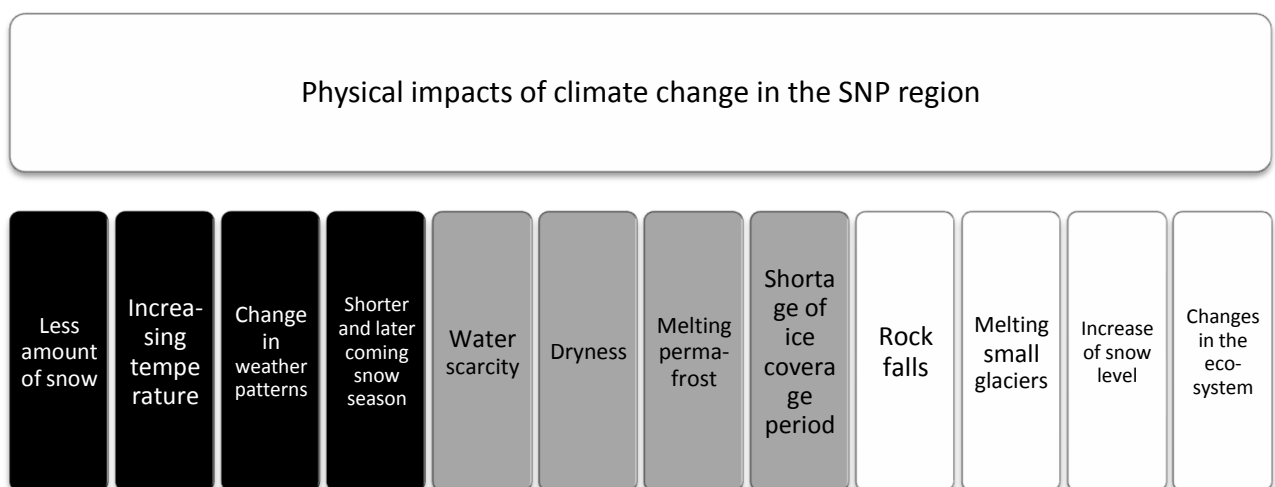 Physical impacts of climate change in the SNP region
Less
amount
of snow
Increa-
sing
tempe
rature
Change
in
weather
patterns
Shorter
and later
coming
snow
season
Water
scarcity
Dryness
Melting
perma-
frost
Shorta
ge of
ice
covera
ge
period
Rock
falls
Melting
small
glaciers
Increase
of snow
level
Changes
in the
eco-
system